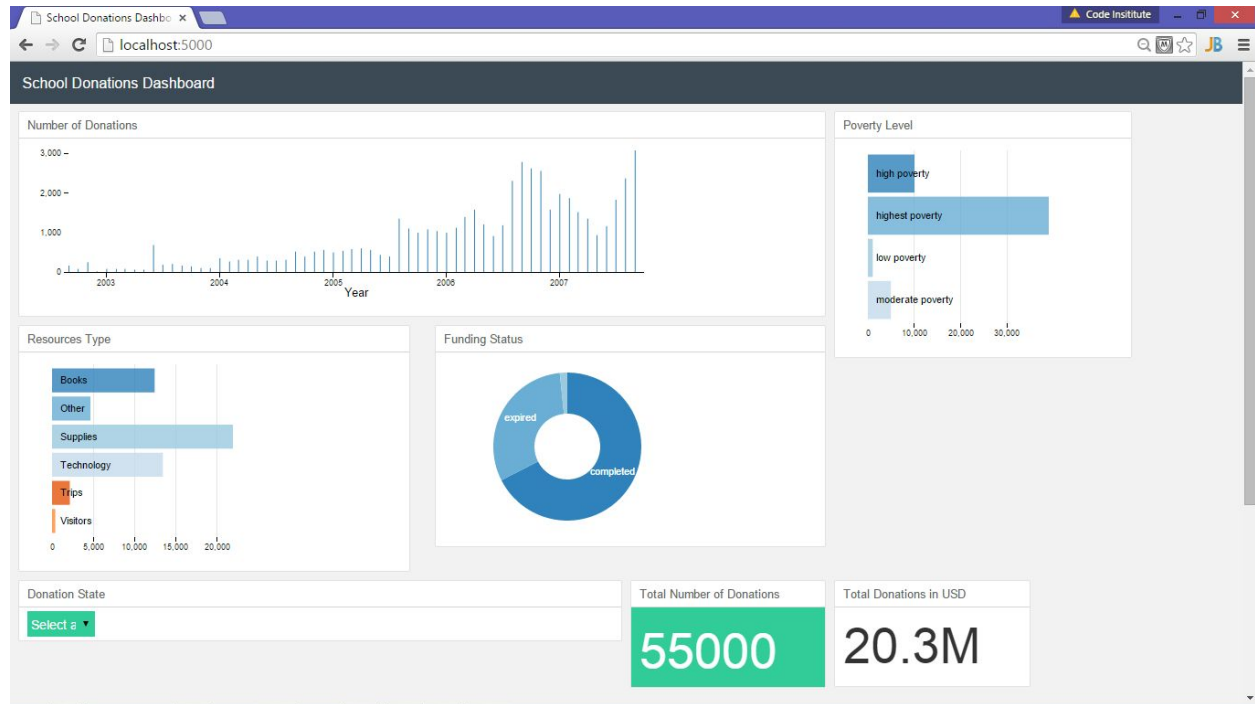 School Donations Dashbo
Code Insititute
localhost:5000
JB
School Donations Dashboard
Number of Donations
3,000
2,000
1,000
0
2003 2004 2005 2006 2007
Year
Poverty Level
high poverty
highest poverty
low poverty
moderate poverty
0 10,000 20,000 30,000
Resources Type
Books
Other
Supplies
Technology
Trips
Visitors
0 5,000 10,000 15,000 20,000
Funding Status
expired
completed
Donation State
Select a
Total Number of Donations
55000
Total Donations in USD
20.3M